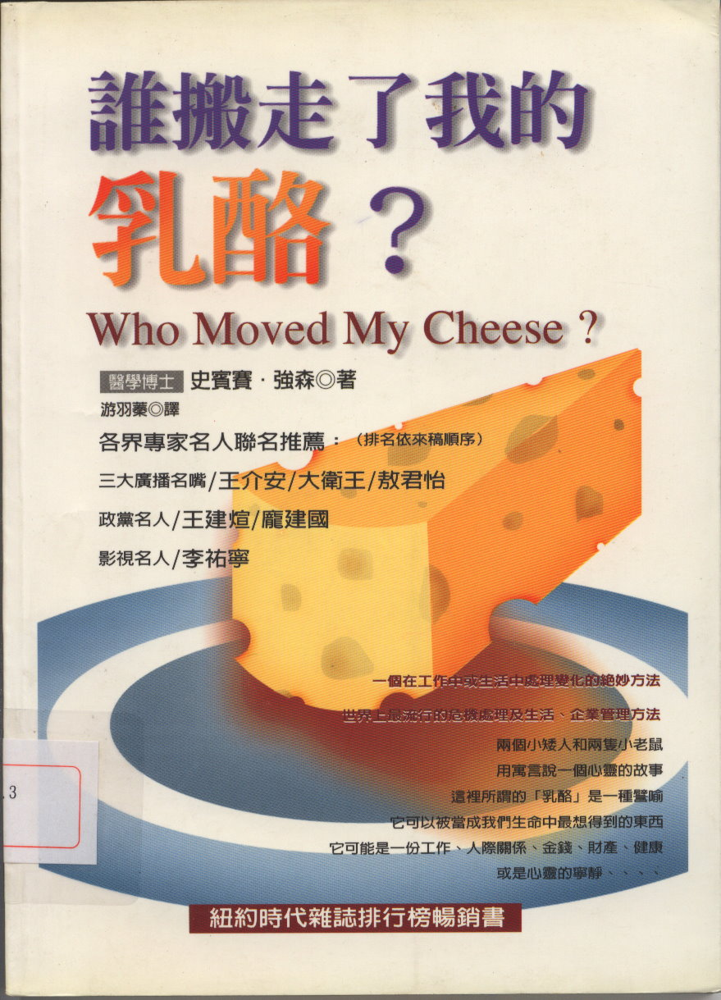 誰搬走了我的
乳酪？
Who Moved My Cheese ?
醫學博士 史賓賽・強森◎著
游羽蓁◎譯
各界專家名人聯名推薦：（排名依來稿順序）
三大廣播名嘴/王介安/大衛王/敖君怡
政黨名人/王建煊/龐建國
影視名人/李祐寧
一個在工作中或生活中處理變化的絕妙方法
世界上最流行的危機處理及生活、企業管理方法
兩個小矮人和兩隻小老鼠
用寓言說一個心靈的故事
這裡所謂的「乳酪」是一種譬喻
它可以被當成我們生命中最想得到的東西
它可能是一份工作、人際關係、金錢、財產、健康
或是心靈的寧靜、、、、
.3
紐約時代雜誌排行榜暢銷書